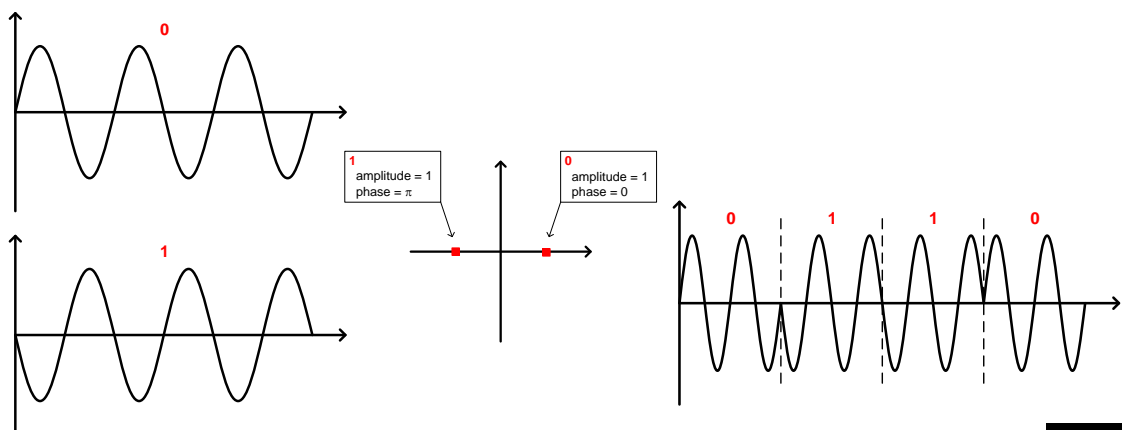 0
1
1
amplitude = 1
phase = π
0
amplitude = 1
phase = 0
0 1 1 0